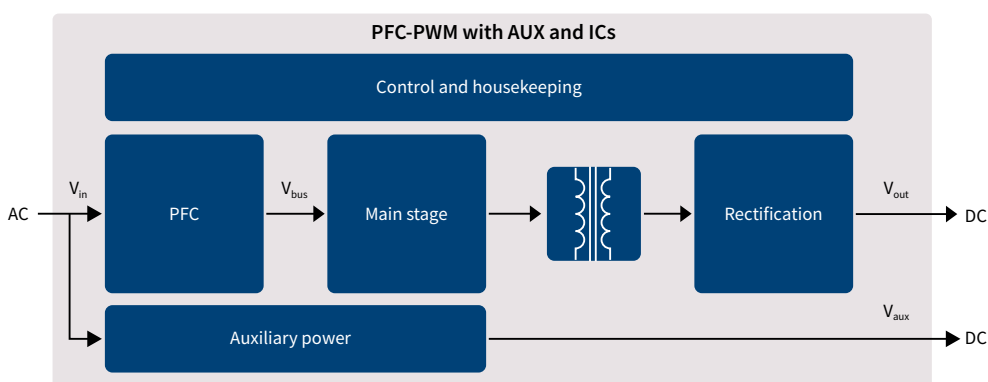 PFC-PWM with AUX and ICs
Control and housekeeping
AC
Vin
PFC
Vbus
Main stage
Rectification
Vout
DC
Auxiliary power
Vaux
DC